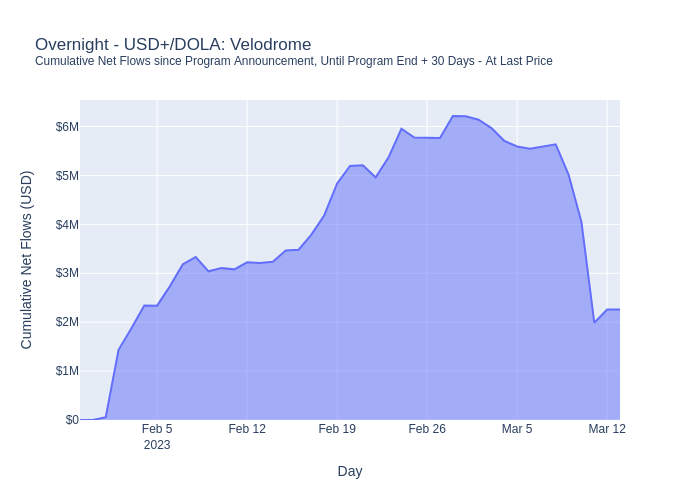 Overnight - USD+/DOLA: Velodrome
Cumulative Net Flows since Program Announcement, Until Program End + 30 Days - At Last Price
Cumulative Net Flows (USD)
$6M
$5M
$4M
$3M
$2M
$1M
$0
Feb 5
2023
Feb 12
Feb 19
Feb 26
Mar 5
Mar 12
Day